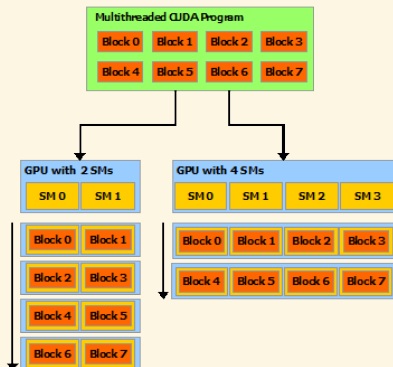 Multithreaded CUDA Program
Block 0 Block 1 Block 2 Block 3
Block 4 Block 5 Block 6 Block 7
GPU with 2 SMs
SM 0 SM 1
Block 0 Block 1
Block 2 Block 3
Block 4 Block 5
Block 6 Block 7
GPU with 4 SMs
SM 0 SM 1 SM 2 SM 3
Block 0 Block 1 Block 2 Block 3
Block 4 Block 5 Block 6 Block 7